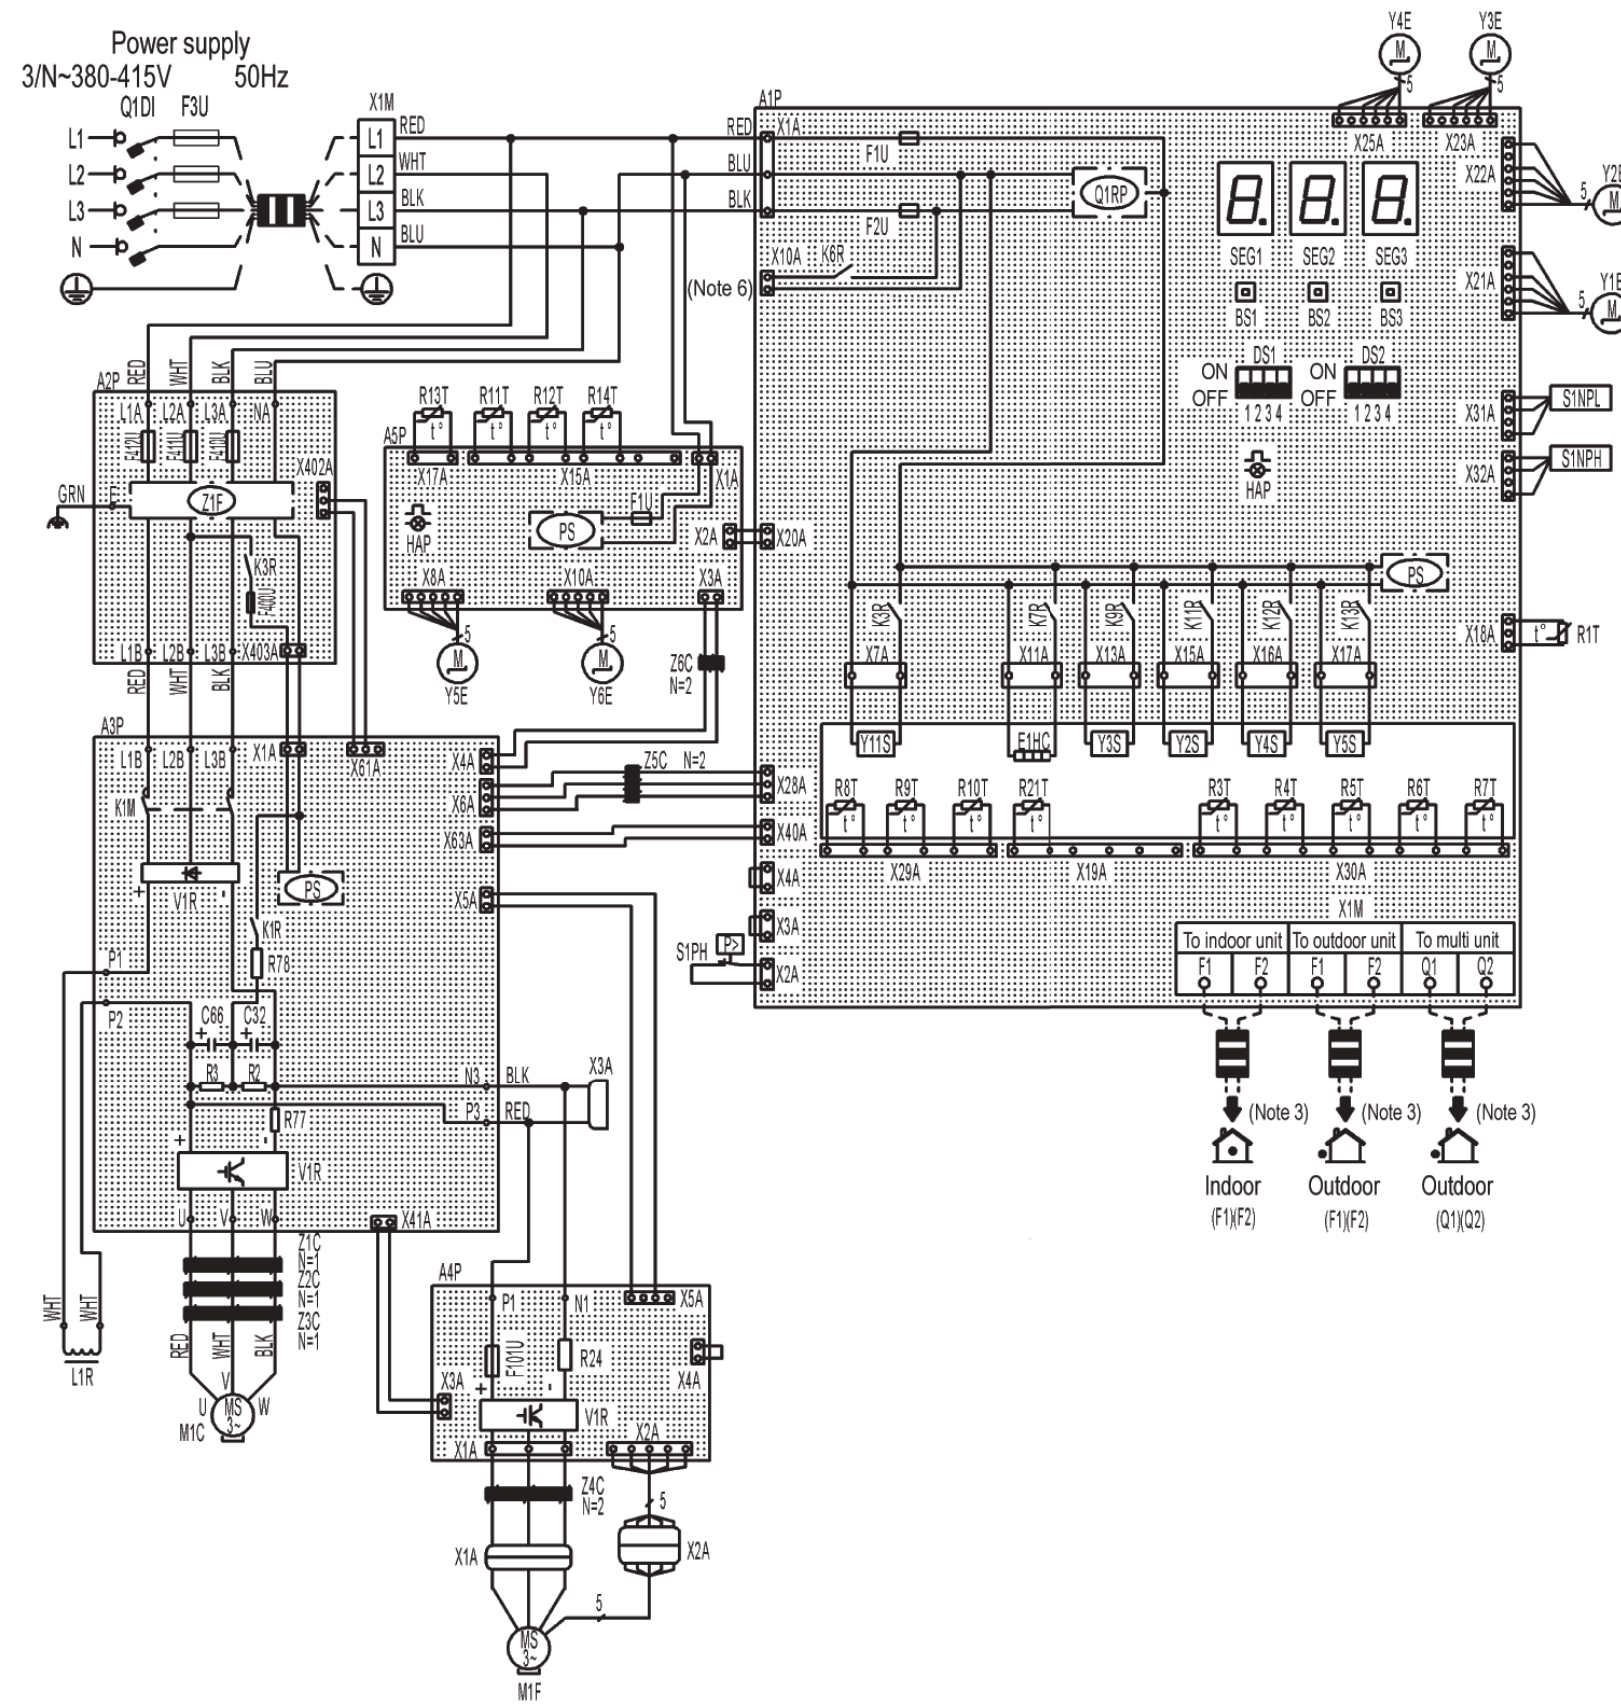 Power supply
3/N~380-415V 50Hz
Q1DI F3U X1M
L1
L2
L3
N
L1 RED
L2 WHT
L3 BLK
N BLU
Y4E Y3E
M M
5 5
A1P
RED X1A
BLU
BLK
F1U
F2U
Q1RP
X10A K6R
(Note 6)
X25A X23A
X22A
5
M
X21A
5
M
SEG1 SEG2 SEG3
BS1 BS2 BS3
DS1 DS2
ON ON
OFF OFF
1 2 3 4 1 2 3 4
HAP
X31A S1NPL
X32A S1NPH
X18A t° R1T
A2P
RED WHT BLK BLU
L1A L2A L3A NA
F412U F411U F410U
X402A
GRN E
Z1F
K3R
F400U
L1B L2B L3B X403A
RED WHT BLK
R13T R11T R12T R14T
t° t° t° t°
A5P
X17A X15A X1A
HAP
F1U
PS
X2A X20A
X8A X10A X3A
5 5
M M
Y5E Y6E
Z6C
N=2
PS
K3R K7R K9R K11R K12R K13R
X7A X11A X13A X15A X16A X17A
Y11S E1HC Y3S Y2S Y4S Y5S
R8T R9T R10T R21T R3T R4T R5T R6T R7T
t° t° t° t° t° t° t° t° t°
X29A X19A X30A
A3P
L1B L2B L3B X1A X61A
X4A
X6A
X63A
X5A
Z5C N=2
X28A
X40A
X4A
X3A
X2A
S1PH P>
K1M
+ V1R -
PS
K1R
R78
P1
P2
C66 C32
+ +
R3 R2
R77
+ -
V1R
N3 BLK
P3 RED
X3A
U V W
X41A
Z1C
N=1
Z2C
N=1
Z3C
N=1
WHT WHT
L1R
RED WHT BLK
U V W
MS
3~
M1C
A4P
P1 N1 X5A
F101U R24
X4A
X3A
+ -
V1R
X1A X2A
Z4C
N=2
5
X1A X2A
5
MS
3~
M1F
X1M
To indoor unit To outdoor unit To multi unit
F1 F2 F1 F2 Q1 Q2
(Note 3) (Note 3) (Note 3)
Indoor Outdoor Outdoor
(F1)(F2) (F1)(F2) (Q1)(Q2)